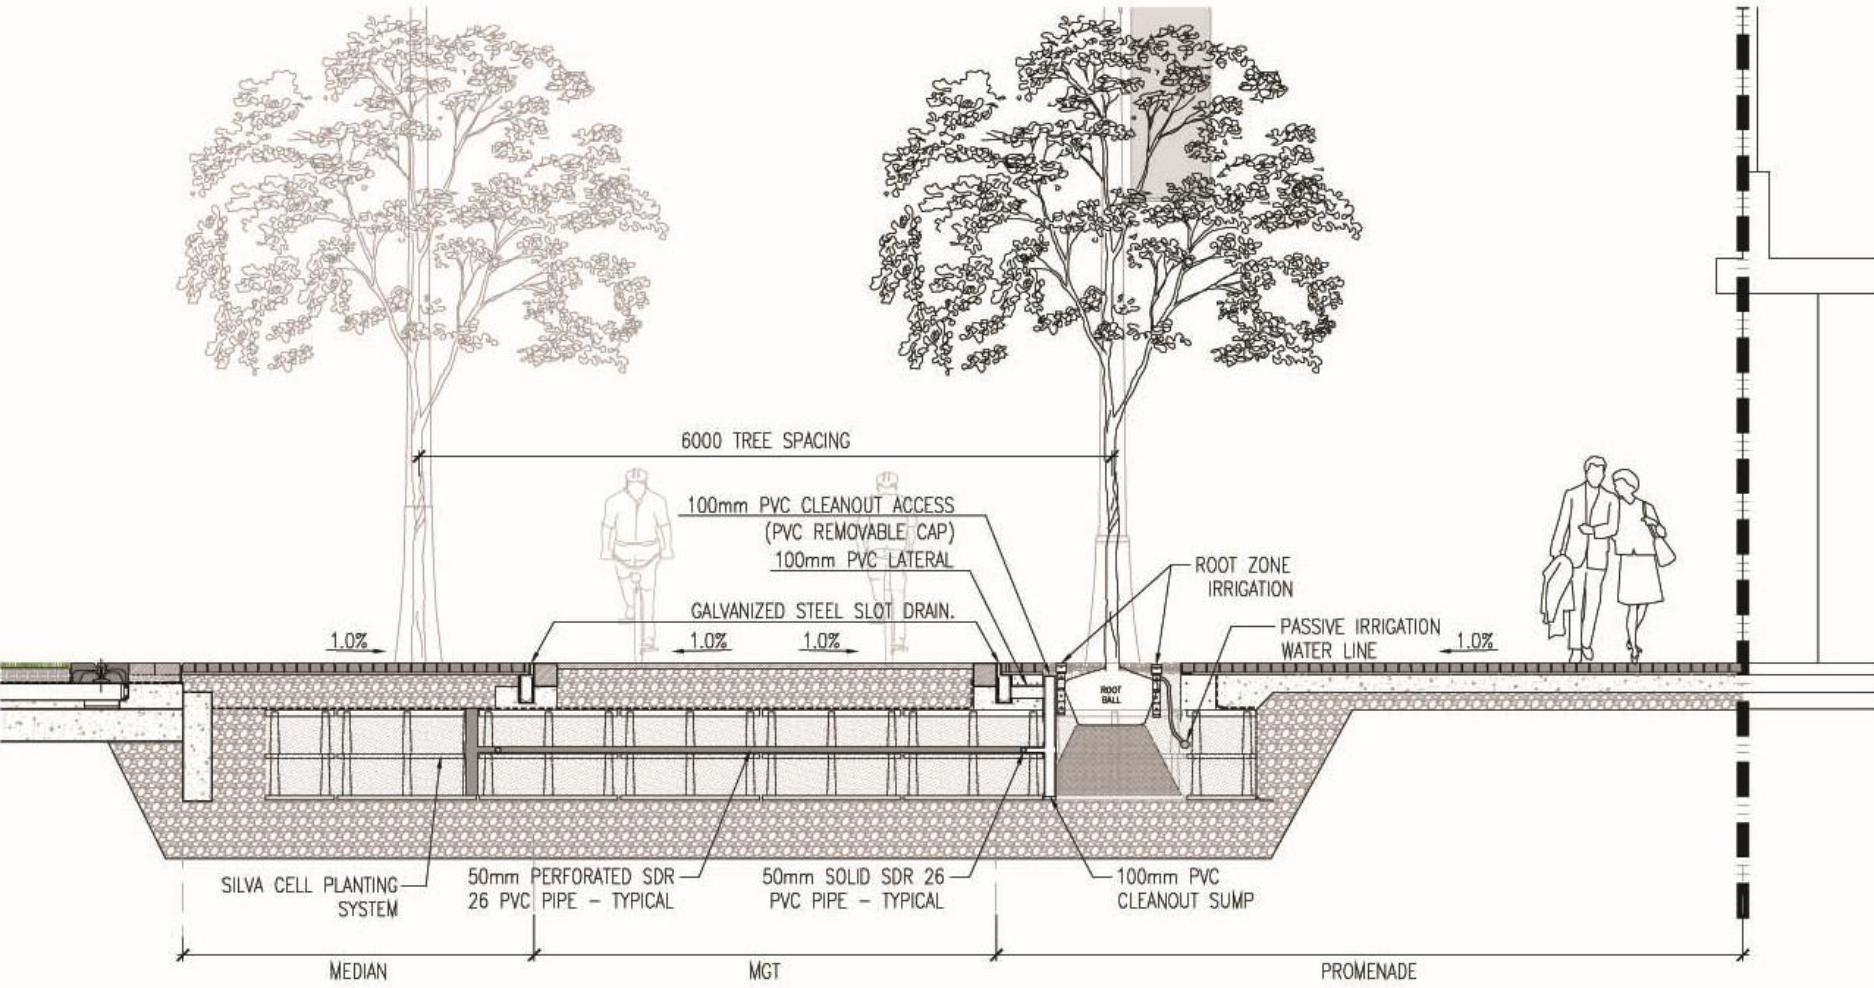 6000 TREE SPACING
100mm PVC CLEANOUT ACCESS
(PVC REMOVABLE CAP)
100mm PVC LATERAL
ROOT ZONE
IRRIGATION
GALVANIZED STEEL SLOT DRAIN.
PASSIVE IRRIGATION
WATER LINE
1.0%
1.0%
1.0%
1.0%
ROOT
BALL
SILVA CELL PLANTING
SYSTEM
50mm PERFORATED SDR
26 PVC PIPE - TYPICAL
50mm SOLID SDR 26
PVC PIPE - TYPICAL
100mm PVC
CLEANOUT SUMP
MEDIAN
MGT
PROMENADE